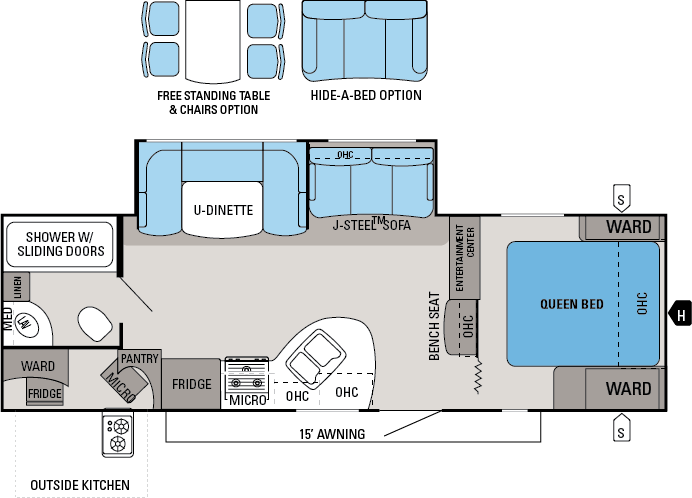 FREE STANDING TABLE
& CHAIRS OPTION
HIDE-A-BED OPTION
OHC
U-DINETTE
J-STEEL™ SOFA
S
SHOWER W/
SLIDING DOORS
WARD
ENTERTAINMENT
CENTER
LINEN
MED
LAV
QUEEN BED
OHC
H
BENCH SEAT
OHC
WARD
FRIDGE
PANTRY
MICRO
FRIDGE
MICRO
OHC
OHC
WARD
S
15’ AWNING
OUTSIDE KITCHEN